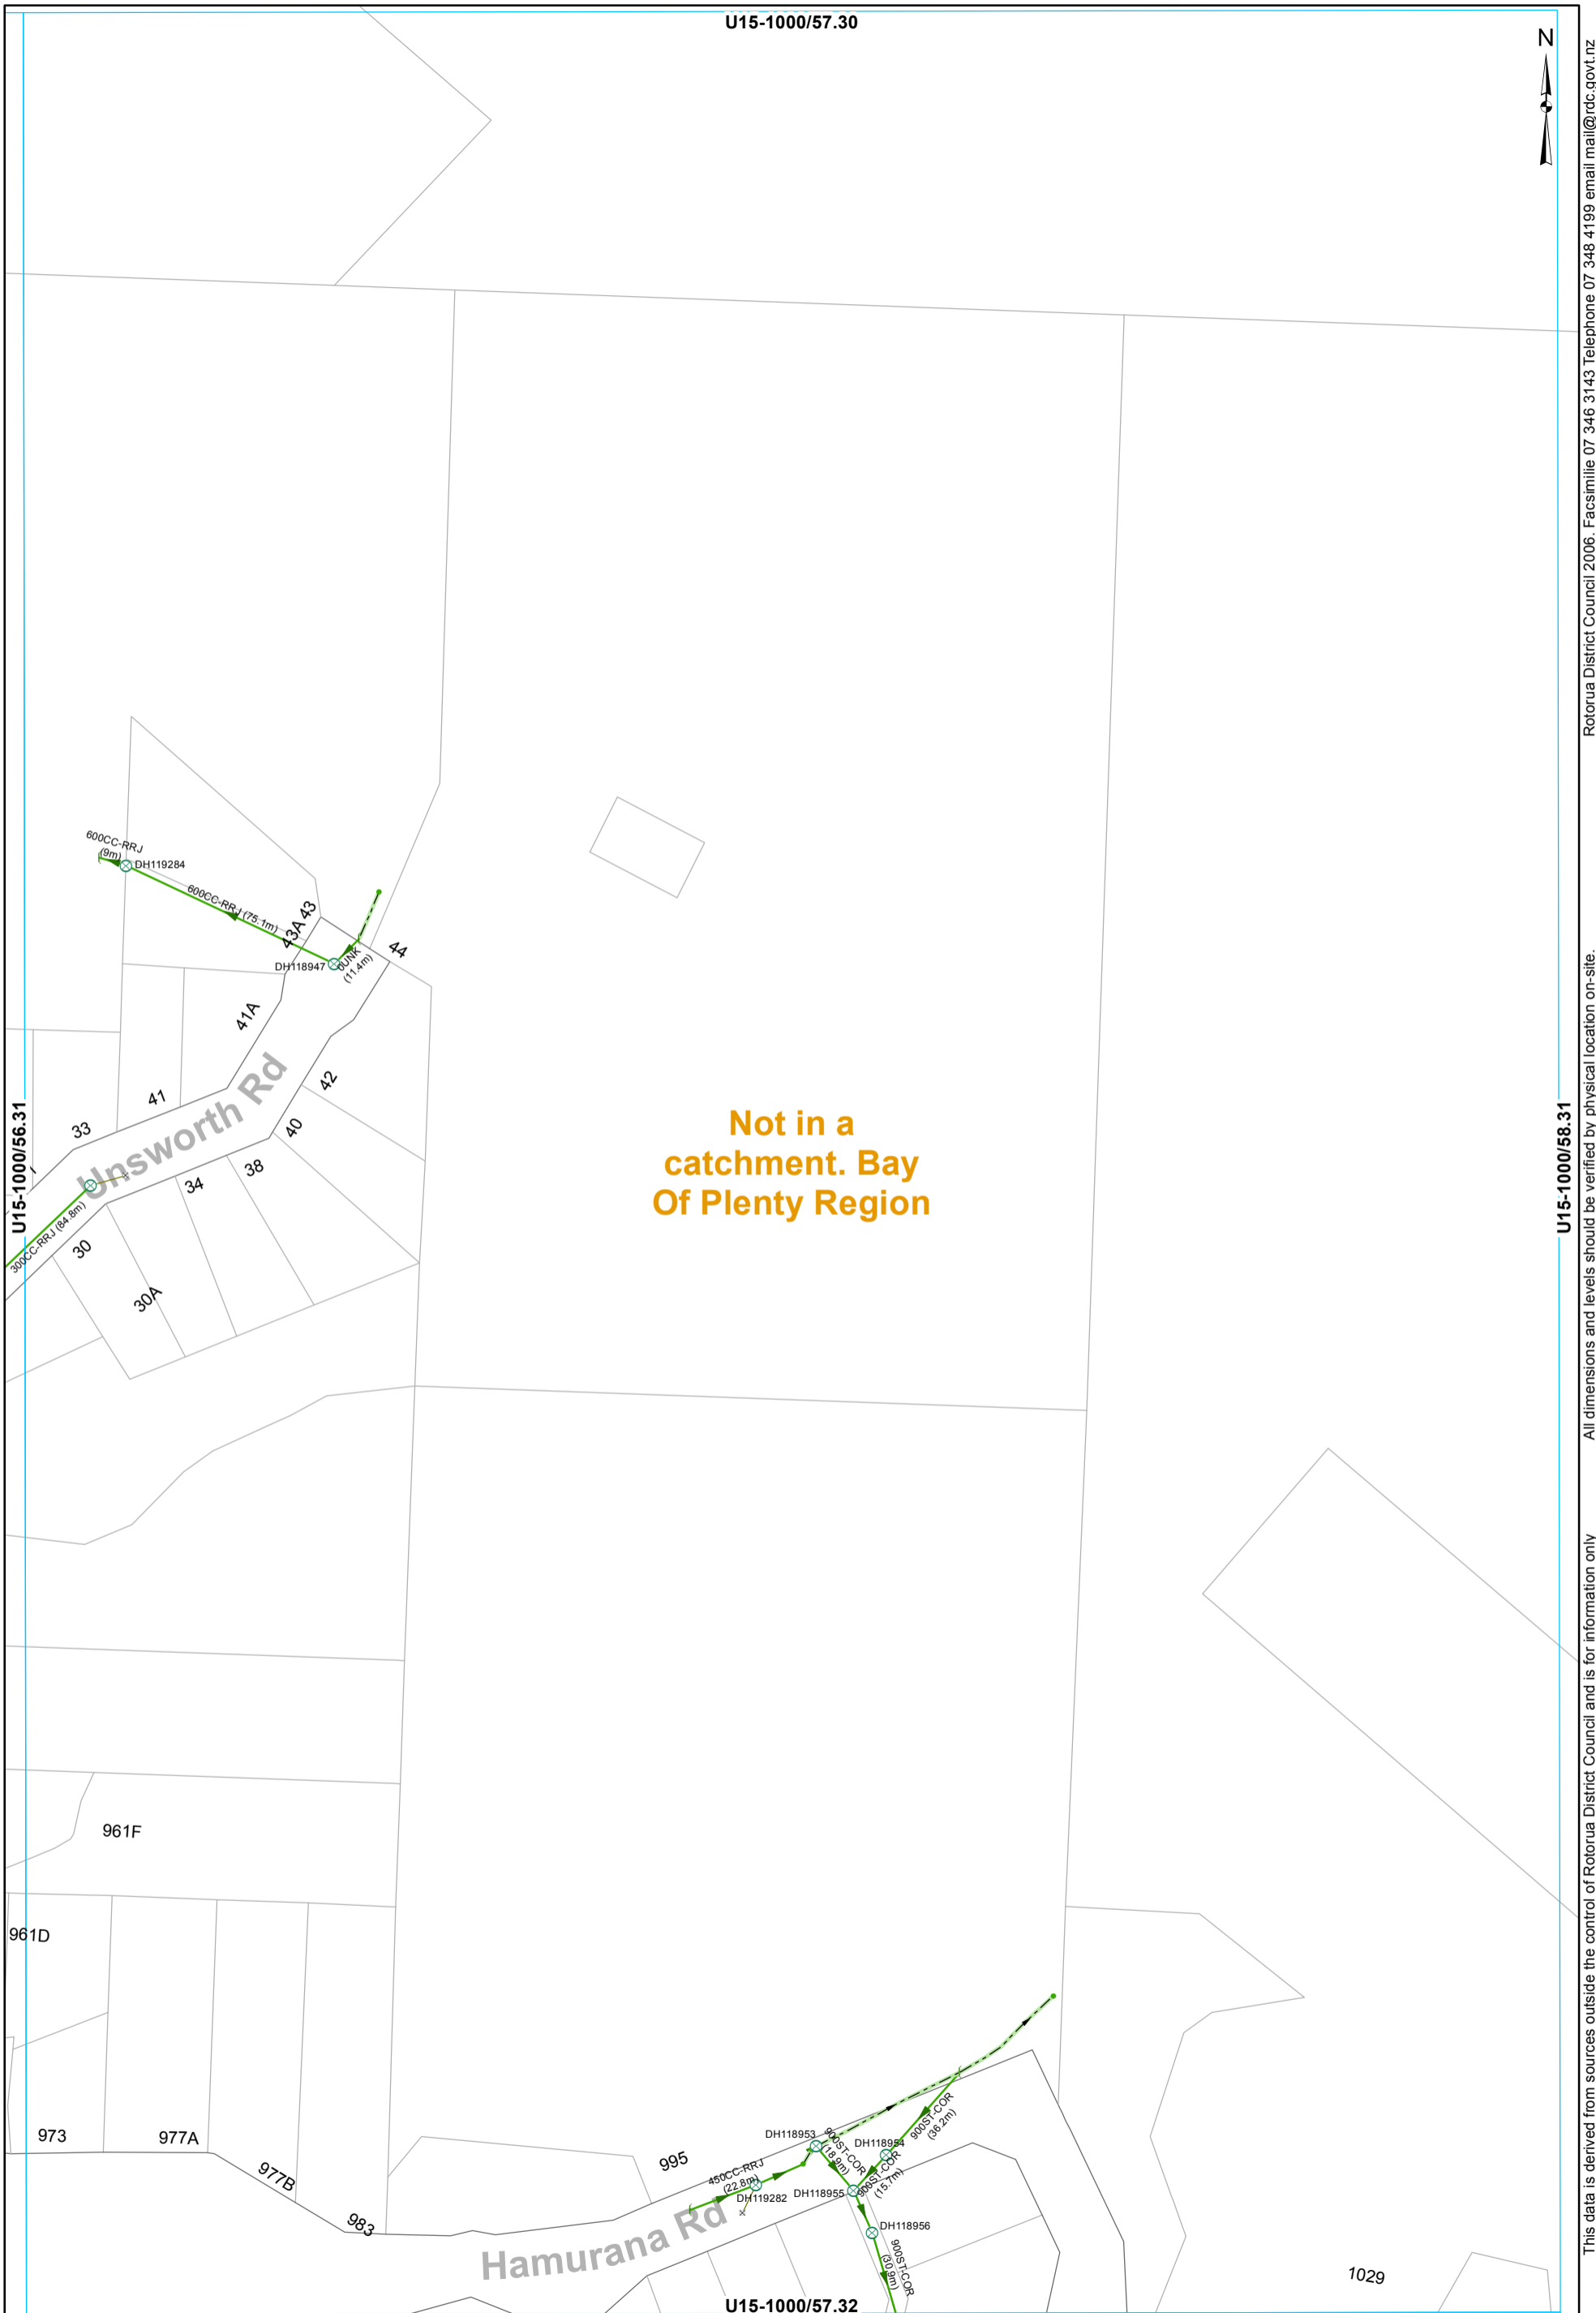 U15-1000/57.30
N
600CC-RRJ
(9m)
DH119284
600CC-RRJ (75.1m)
43A
43
44
DH118947
0UNK
(11.4m)
41A
42
41
40
33
Unsworth Rd
38
34
300CC-RRJ (84.8m)
30
30A
Not in a
catchment. Bay
Of Plenty Region
U15-1000/56.31
U15-1000/58.31
961F
961D
973
977A
977B
983
995
DH118953
900ST-COR
(18.9m)
DH118954
900ST-COR
(36.2m)
450CC-RRJ
(22.8m)
DH119282
DH118955
900ST-COR
(15.7m)
DH118956
900ST-COR
(30.9m)
Hamurana Rd
1029
U15-1000/57.32
This data is derived from sources outside the control of Rotorua District Council and is for information only
All dimensions and levels should be verified by physical location on-site.
Rotorua District Council 2006. Facsimilie 07 346 3143 Telephone 07 348 4199 email mail@rdc.govt.nz